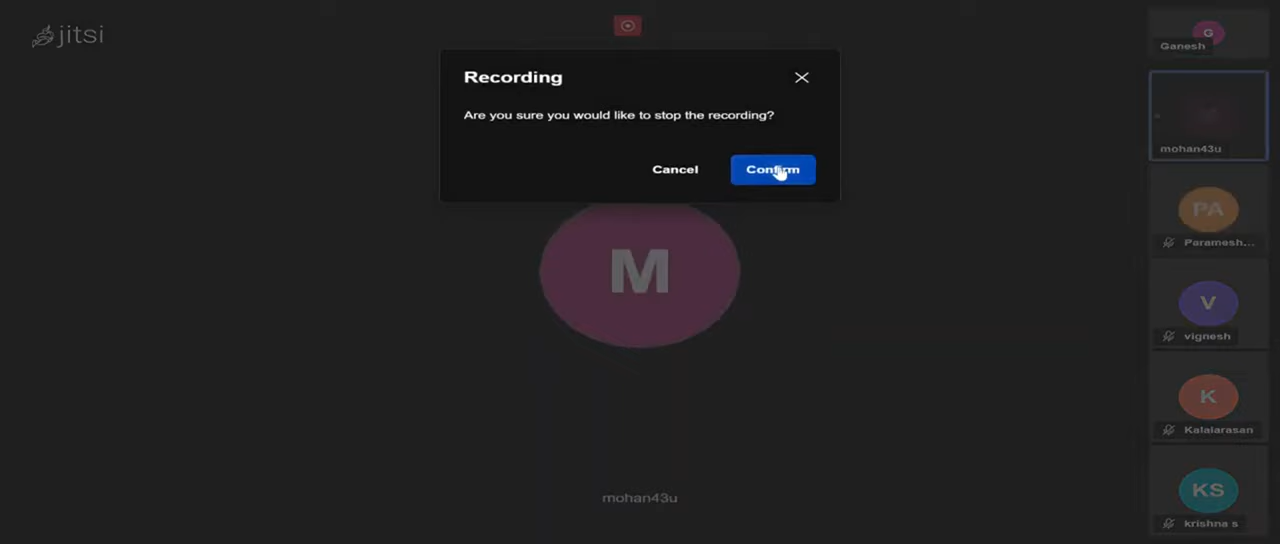 jitsi
Recording
Are you sure you would like to stop the recording?
Cancel
Confirm
M
mohan43u
G
Ganesh
mohan43u
PA
Paramesh...
V
vignesh
K
Kalalarasan
KS
krishna s